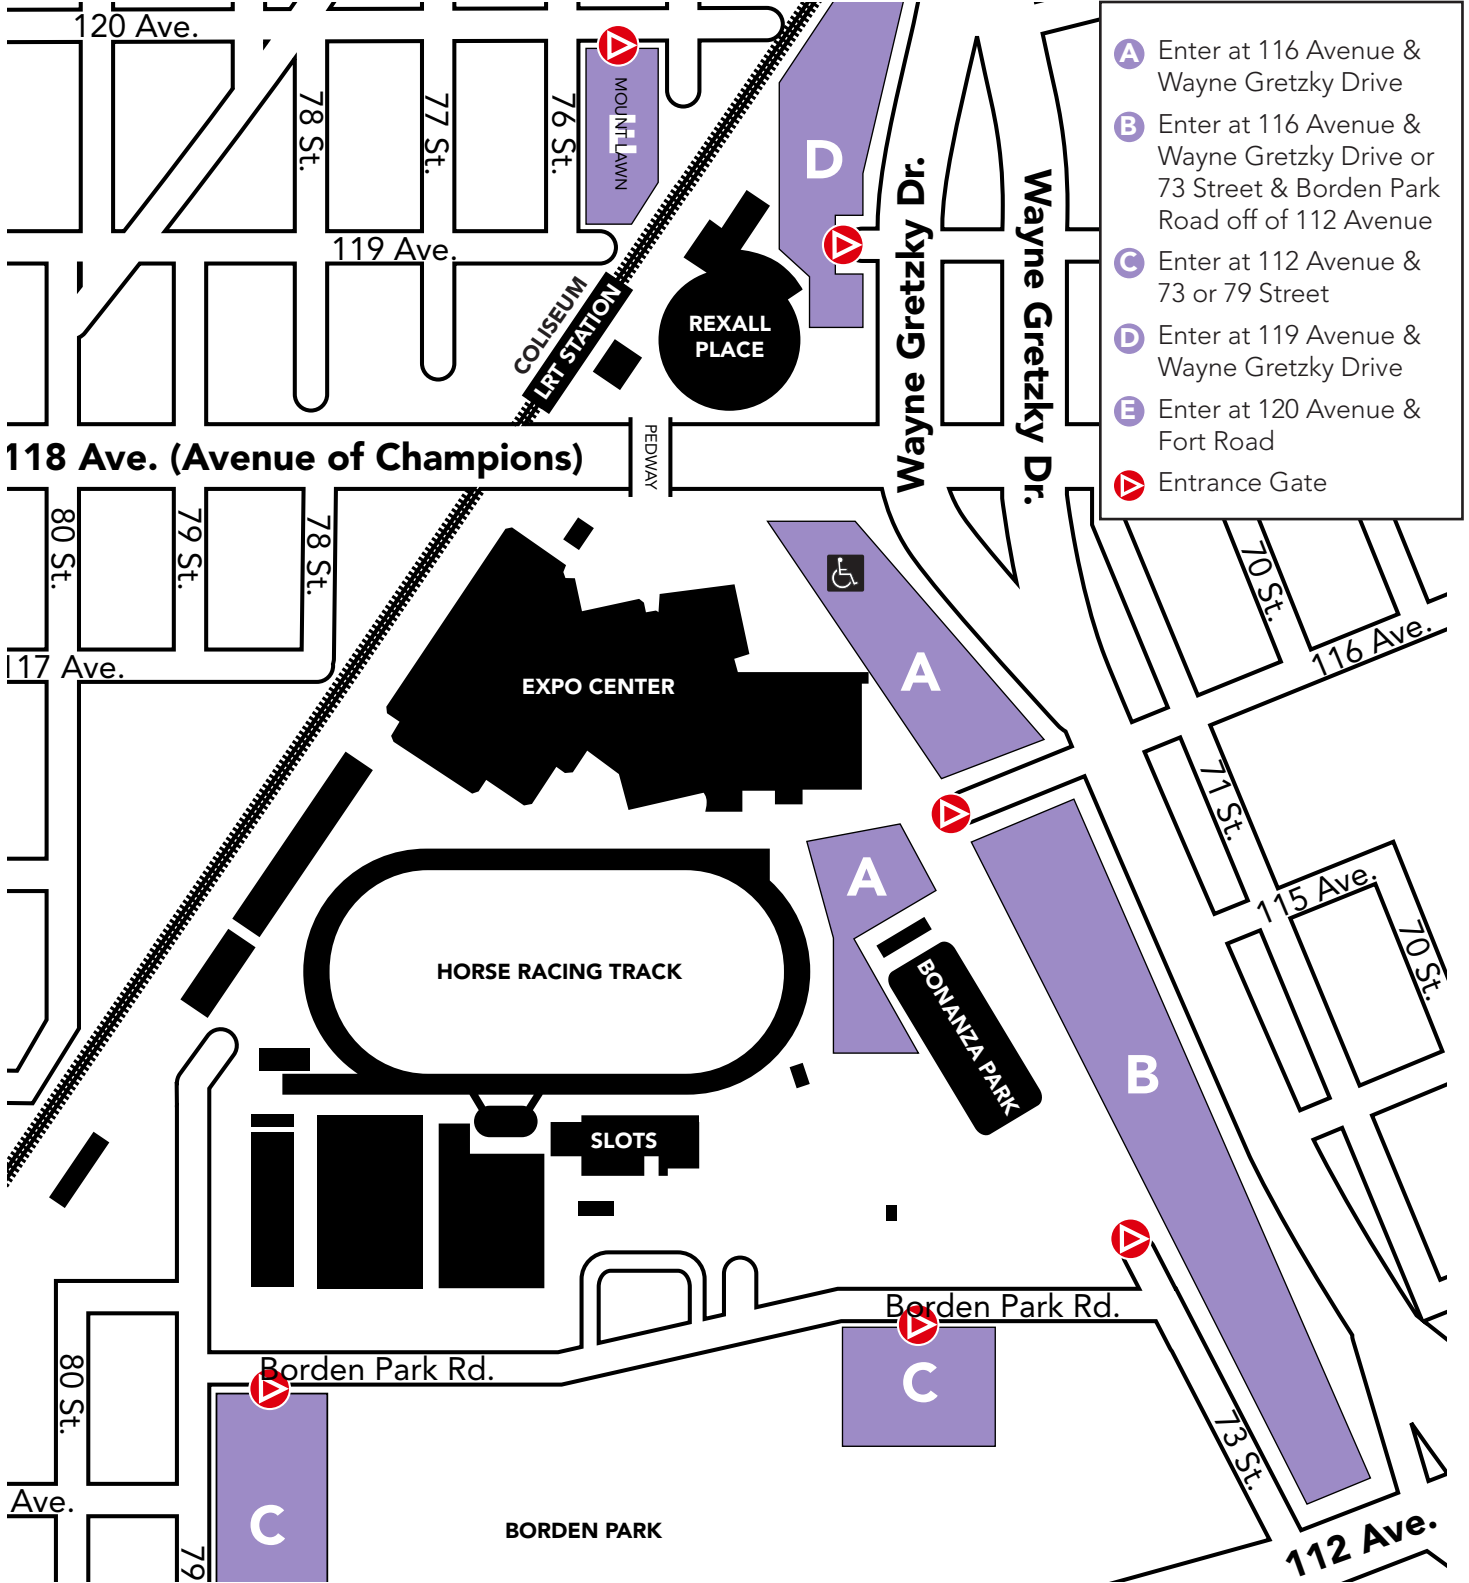 120 Ave.
78 St.
77 St.
76 St.
MOUNT LAWN
E
D
119 Ave.
COLISEUM
LRT STATION
REXALL
PLACE
Wayne Gretzky Dr.
Wayne Gretzky Dr.
A Enter at 116 Avenue &
Wayne Gretzky Drive
B Enter at 116 Avenue &
Wayne Gretzky Drive or
73 Street & Borden Park
Road off of 112 Avenue
C Enter at 112 Avenue &
73 or 79 Street
D Enter at 119 Avenue &
Wayne Gretzky Drive
E Enter at 120 Avenue &
Fort Road
Entrance Gate
118 Ave. (Avenue of Champions)
PEDWAY
80 St.
79 St.
78 St.
70 St.
116 Ave.
117 Ave.
EXPO CENTER
A
71 St.
A
115 Ave.
70 St.
HORSE RACING TRACK
BONANZA PARK
B
SLOTS
Borden Park Rd.
Borden Park Rd.
80 St.
C
73 St.
Ave.
C
BORDEN PARK
112 Ave.
79